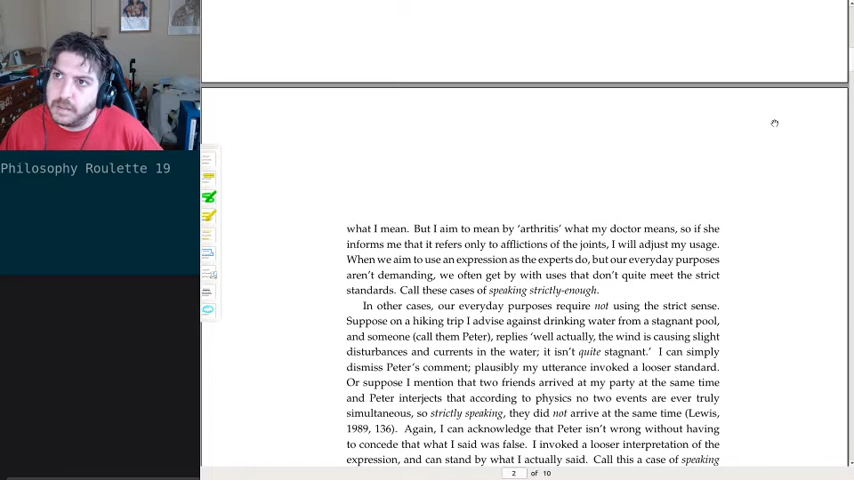 Philosophy Roulette 19
what I mean. But I aim to mean by ‘arthritis’ what my doctor means, so if she
informs me that it refers only to afflictions of the joints, I will adjust my usage.
When we aim to use an expression as the experts do, but our everyday purposes
aren’t demanding, we often get by with uses that don’t quite meet the strict
standards. Call these cases of speaking strictly-enough.
In other cases, our everyday purposes require not using the strict sense.
Suppose on a hiking trip I advise against drinking water from a stagnant pool,
and someone (call them Peter), replies ‘well actually, the wind is causing slight
disturbances and currents in the water; it isn’t quite stagnant.’ I can simply
dismiss Peter’s comment; plausibly my utterance invoked a looser standard.
Or suppose I mention that two friends arrived at my party at the same time
and Peter interjects that according to physics no two events are ever truly
simultaneous, so strictly speaking, they did not arrive at the same time (Lewis,
1989, 136). Again, I can acknowledge that Peter isn’t wrong without having
to concede that what I said was false. I invoked a looser interpretation of the
expression, and can stand by what I actually said. Call this a case of speaking
2 of 10